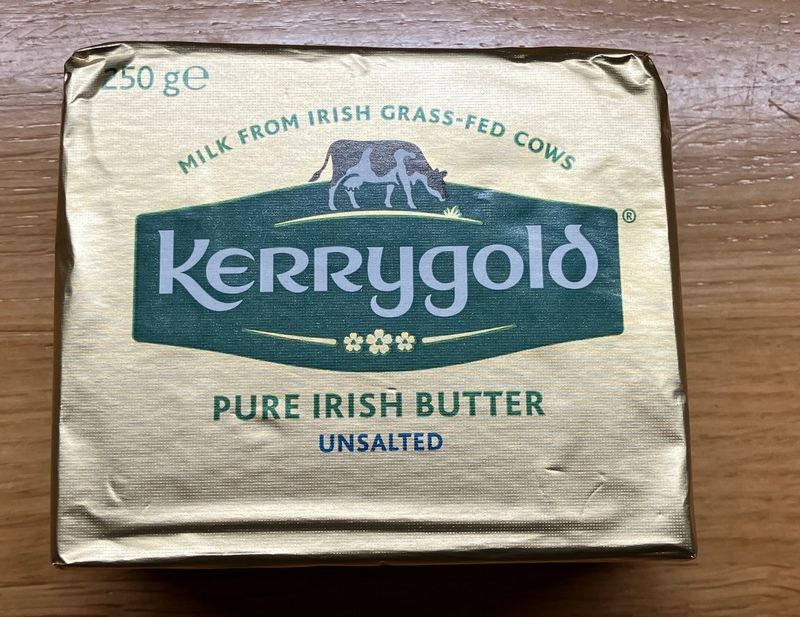 250 g℮
MILK FROM IRISH GRASS-FED COWS
Kerrygold®
PURE IRISH BUTTER
UNSALTED